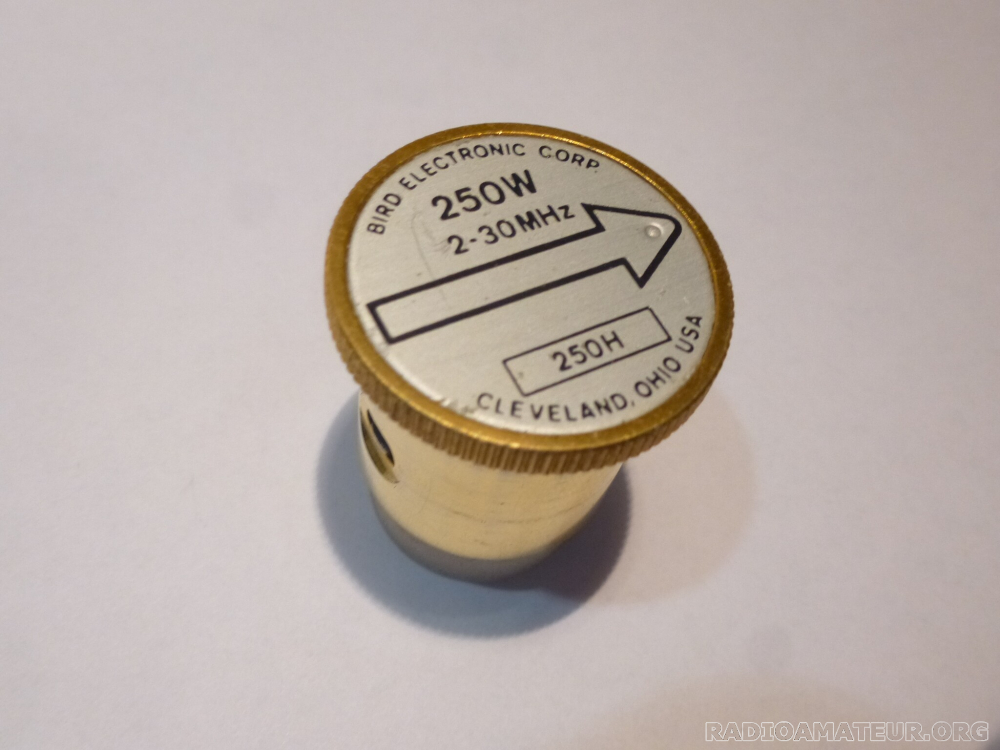 BIRD ELECTRONIC CORP.
250W
2-30MHz
250H
CLEVELAND, OHIO USA
RADIOAMATEUR.ORG